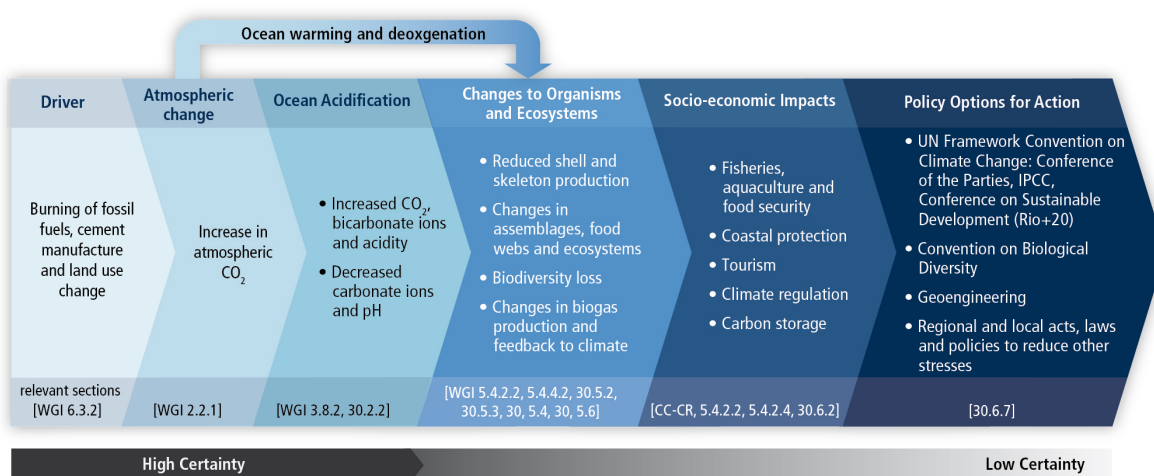 Ocean warming and deoxgenation
Driver
Atmospheric
change
Ocean Acidification
Changes to Organisms
and Ecosystems
Socio-economic Impacts
Policy Options for Action
Burning of fossil
fuels, cement
manufacture
and land use
change
Increase in
atmospheric
CO₂
• Increased CO₂,
bicarbonate ions
and acidity
• Decreased
carbonate ions
and pH
• Reduced shell and
skeleton production
• Changes in
assemblages, food
webs and ecosystems
• Biodiversity loss
• Changes in biogas
production and
feedback to climate
• Fisheries,
aquaculture and
food security
• Coastal protection
• Tourism
• Climate regulation
• Carbon storage
• UN Framework Convention on
Climate Change: Conference
of the Parties, IPCC,
Conference on Sustainable
Development (Rio+20)
• Convention on Biological
Diversity
• Geoengineering
• Regional and local acts, laws
and policies to reduce other
stresses
relevant sections
[WGI 6.3.2]
[WGI 2.2.1]
[WGI 3.8.2, 30.2.2]
[WGI 5.4.2.2, 5.4.4.2, 30.5.2,
30.5.3, 30, 5.4, 30, 5.6]
[CC-CR, 5.4.2.2, 5.4.2.4, 30.6.2]
[30.6.7]
High Certainty
Low Certainty